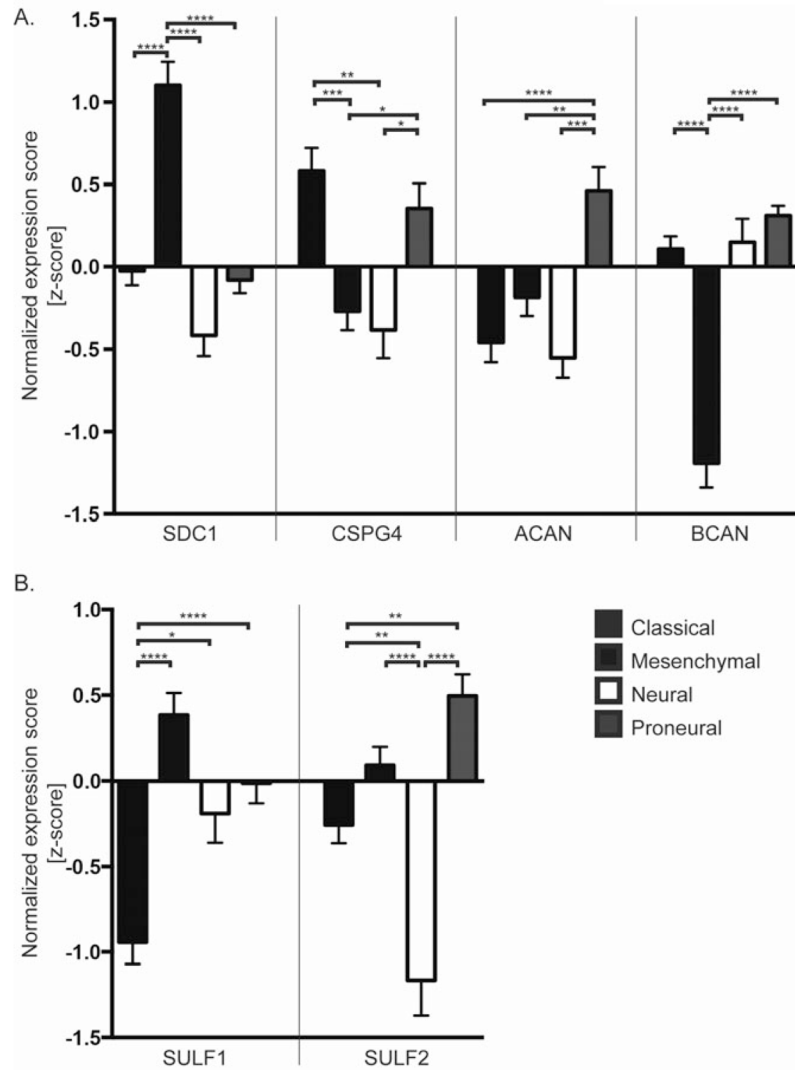 A.
Normalized expression score
[z-score]
1.5
1.0
0.5
0.0
-0.5
-1.0
-1.5
****
****
****
**
***
*
*
****
**
***
****
****
****
SDC1
CSPG4
ACAN
BCAN
B.
Normalized expression score
[z-score]
1.0
0.5
0.0
-0.5
-1.0
-1.5
****
*
****
**
**
****
****
SULF1
SULF2
Classical
Mesenchymal
Neural
Proneural